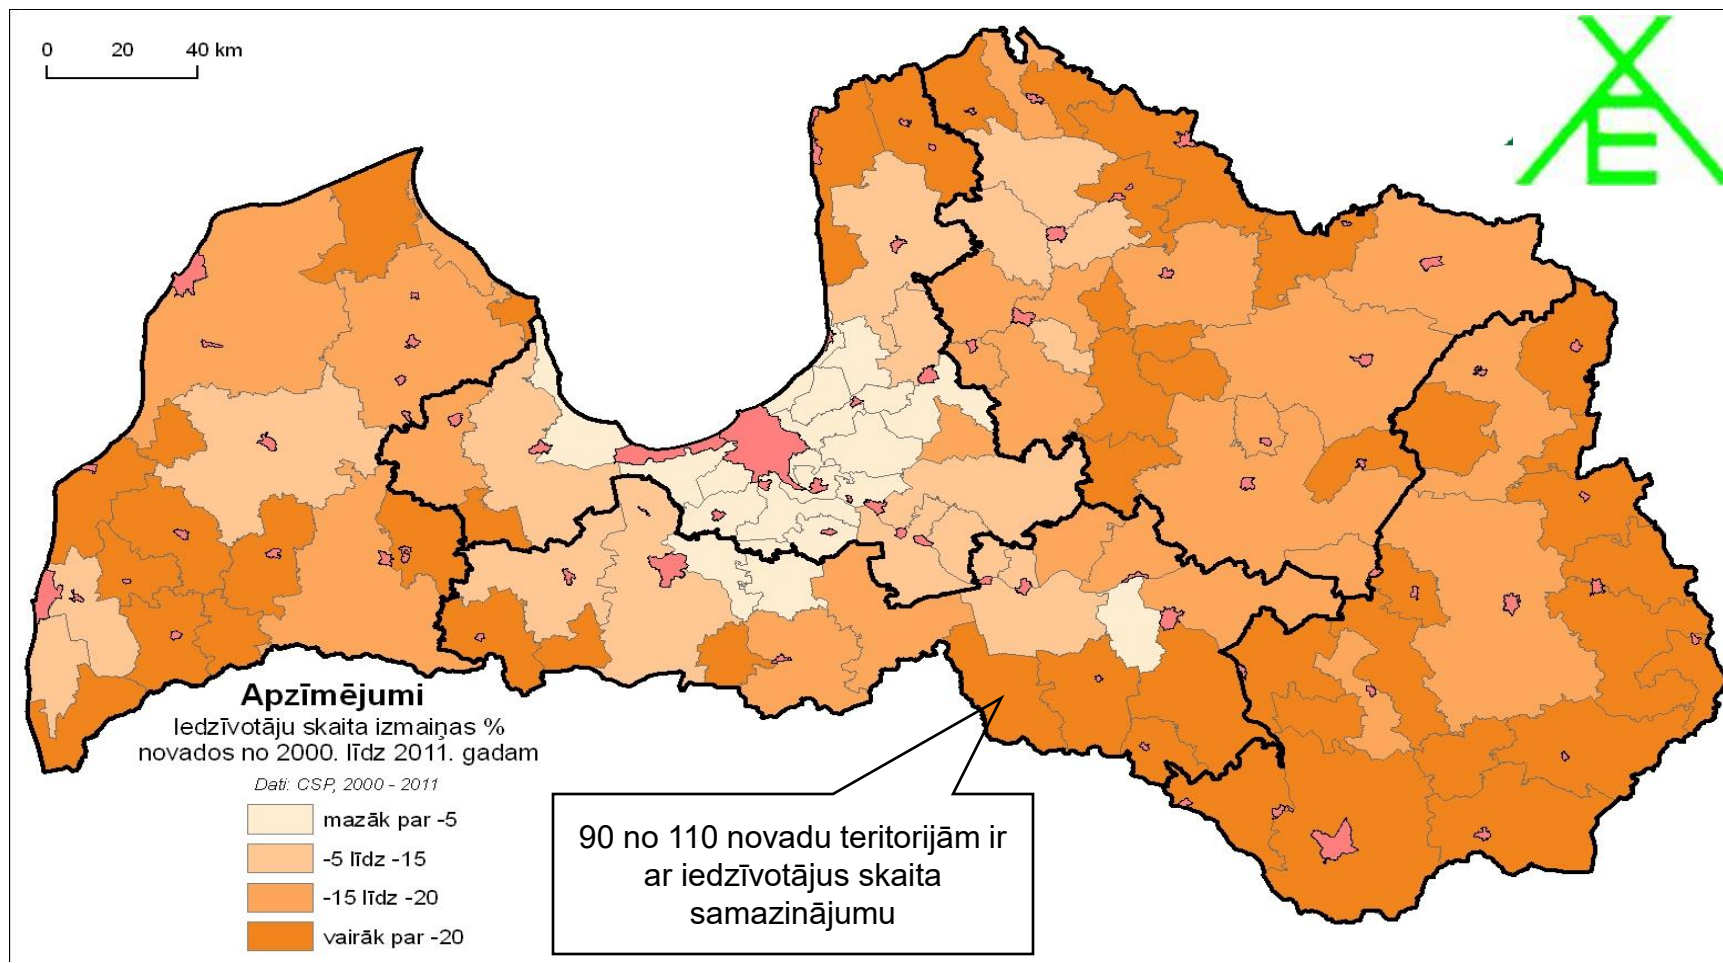 0 20 40 km
Apzīmējumi
Iedzīvotāju skaita izmaiņas %
novados no 2000. līdz 2011. gadam
Dati: CSP, 2000 - 2011
mazāk par -5
-5 līdz -15
-15 līdz -20
vairāk par -20
90 no 110 novadu teritorijām ir
ar iedzīvotājus skaita
samazinājumu